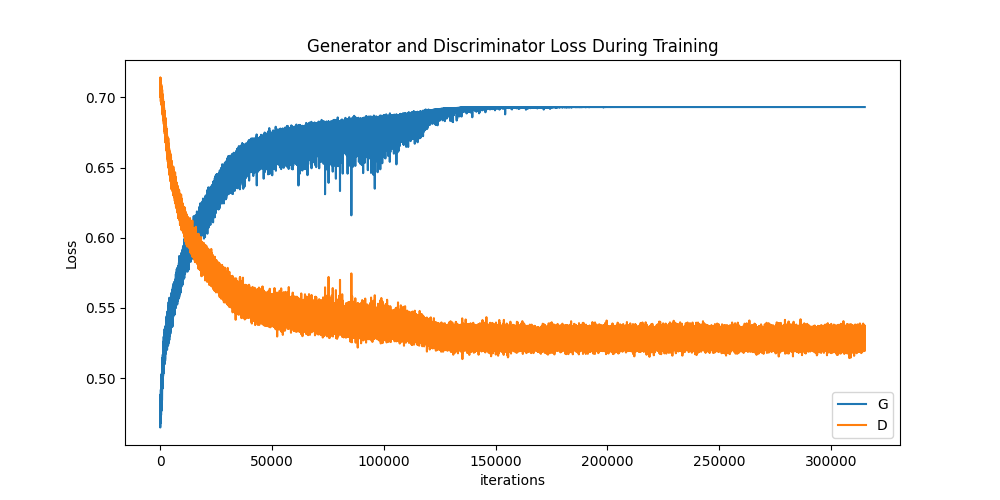 Generator and Discriminator Loss During Training
0.70
0.65
0.60
0.55
0.50
Loss
0 50000 100000 150000 200000 250000 300000
iterations
G
D